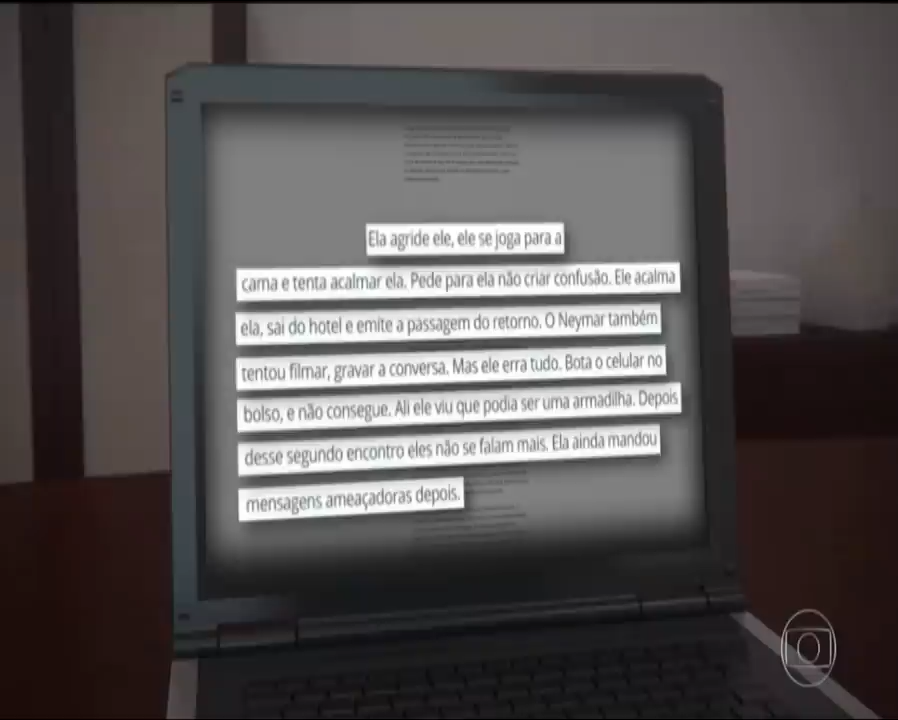 Ela agride ele, ele se joga para a
cama e tenta acalmar ela. Pede para ela não criar confusão. Ele acalma
ela, sai do hotel e emite a passagem do retorno. O Neymar também
tentou filmar, gravar a conversa. Mas ele erra tudo. Bota o celular no
bolso, e não consegue. Ali ele viu que podia ser uma armadilha. Depois
desse segundo encontro eles não se falam mais. Ela ainda mandou
mensagens ameaçadoras depois.